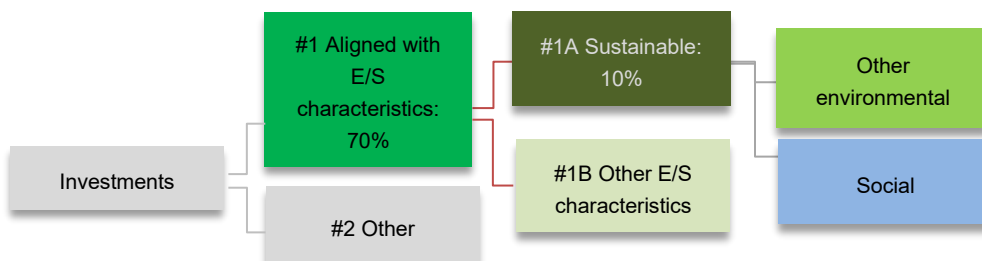 #1 Aligned with
E/S
characteristics:
70%
#1A Sustainable:
10%
Other
environmental
Investments
#1B Other E/S
characteristics
Social
#2 Other